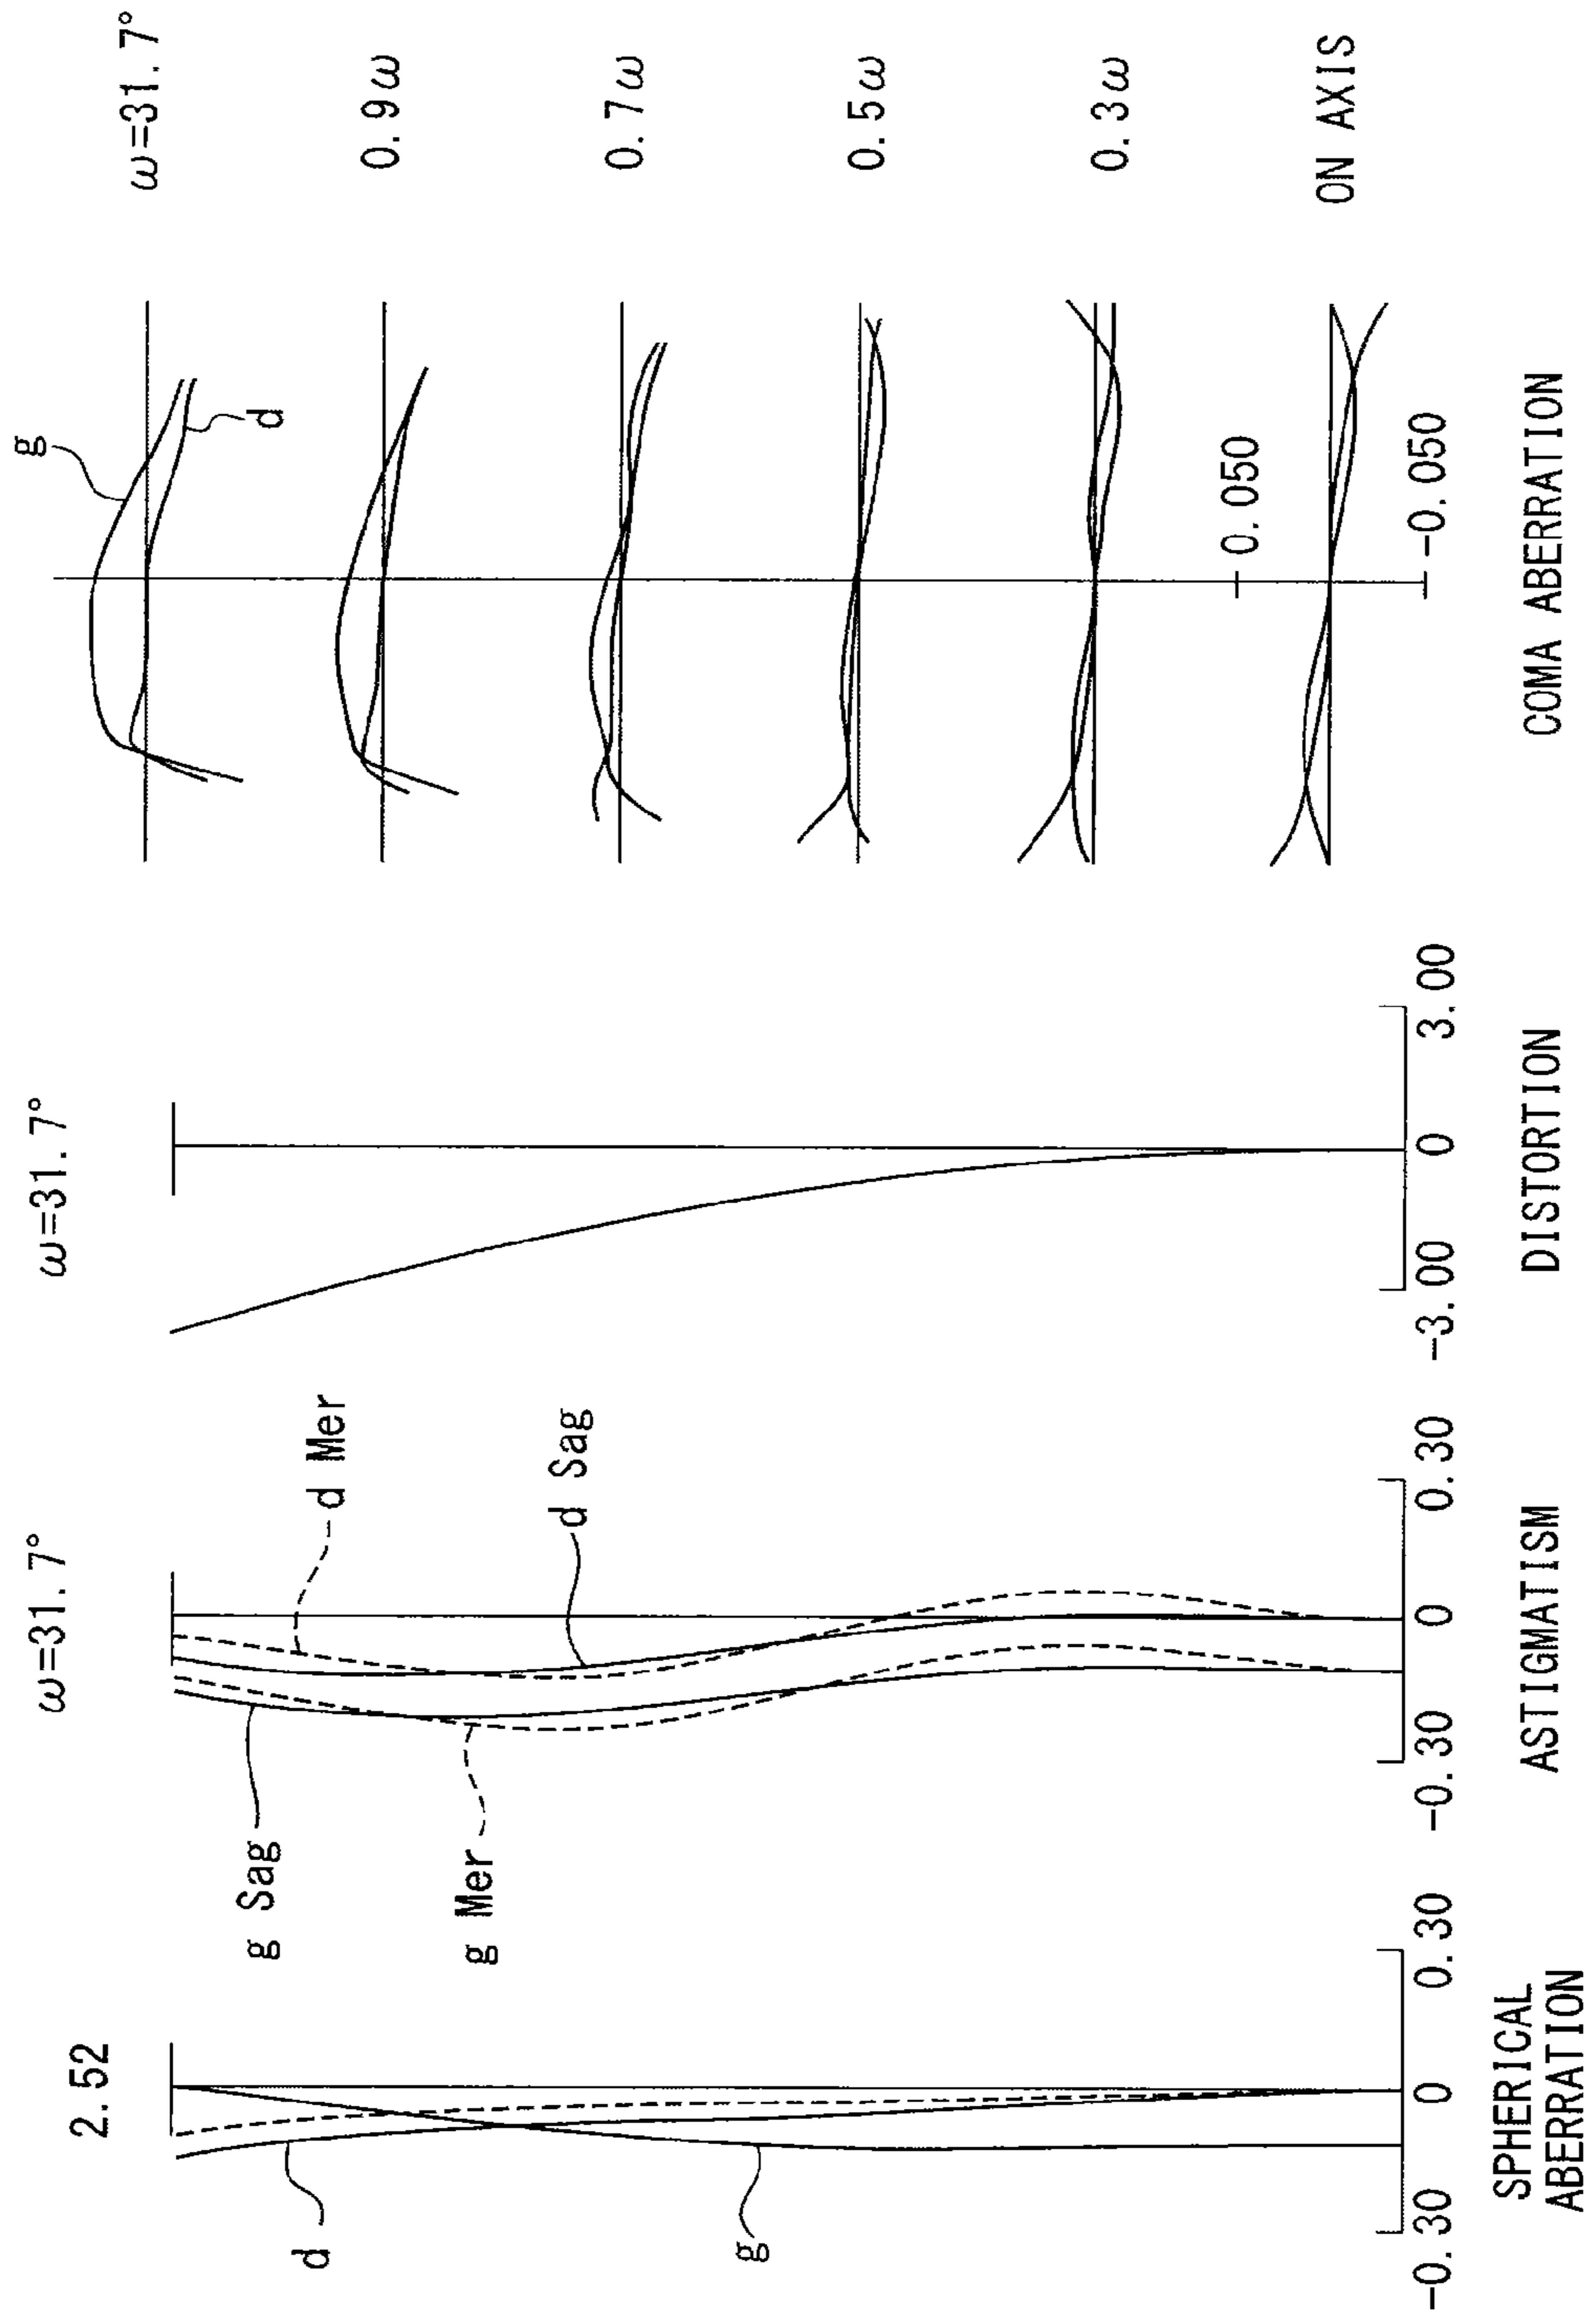 2.52
d
g
-0.30
0
0.30
SPHERICAL
ABERRATION
ω=31.7°
g Sag
g Mer
d Mer
d Sag
-0.30
0
0.30
ASTIGMATISM
ω=31.7°
-3.00
0
3.00
DISTORTION
g
d
ω=31.7°
0.9ω
0.7ω
0.5ω
0.3ω
ON AXIS
0.050
-0.050
COMA ABERRATION